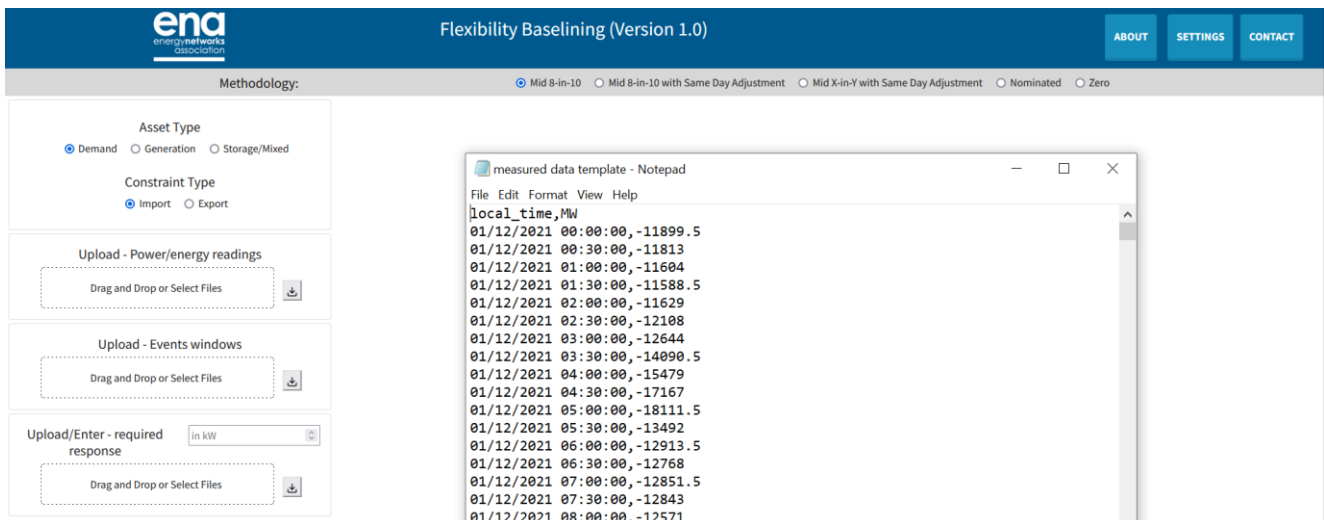 ena
energynetworks
association
Flexibility Baselining (Version 1.0)
ABOUT
SETTINGS
CONTACT
Methodology:
Mid 8-in-10
Mid 8-in-10 with Same Day Adjustment
Mid X-in-Y with Same Day Adjustment
Nominated
Zero
Asset Type
Demand
Generation
Storage/Mixed
Constraint Type
Import
Export
Upload - Power/energy readings
Drag and Drop or Select Files
Upload - Events windows
Drag and Drop or Select Files
Upload/Enter - required
response
in kW
Drag and Drop or Select Files
measured data template - Notepad
File Edit Format View Help
local_time,MW
01/12/2021 00:00:00,-11899.5
01/12/2021 00:30:00,-11813
01/12/2021 01:00:00,-11604
01/12/2021 01:30:00,-11588.5
01/12/2021 02:00:00,-11629
01/12/2021 02:30:00,-12108
01/12/2021 03:00:00,-12644
01/12/2021 03:30:00,-14090.5
01/12/2021 04:00:00,-15479
01/12/2021 04:30:00,-17167
01/12/2021 05:00:00,-18111.5
01/12/2021 05:30:00,-13492
01/12/2021 06:00:00,-12913.5
01/12/2021 06:30:00,-12768
01/12/2021 07:00:00,-12851.5
01/12/2021 07:30:00,-12843
01/12/2021 08:00:00,-12571